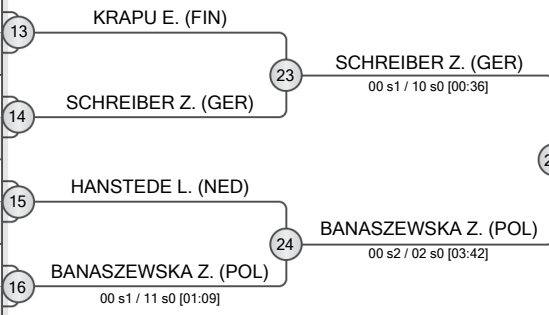 13
KRAPU E. (FIN)
23
SCHREIBER Z. (GER)
00 s1 / 10 s0 [00:36]
14
SCHREIBER Z. (GER)
15
HANSTEDE L. (NED)
24
BANASZEWSKA Z. (POL)
00 s2 / 02 s0 [03:42]
16
BANASZEWSKA Z. (POL)
00 s1 / 11 s0 [01:09]